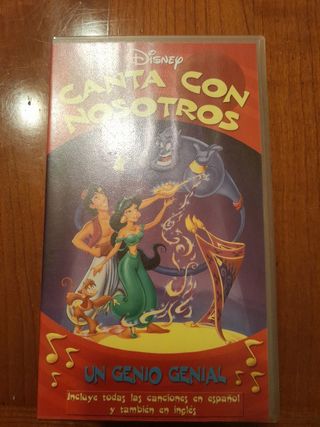 Disney
CANTA CON
NOSOTROS
UN GENIO GENIAL
Incluye todas las canciones en español
y también en inglés